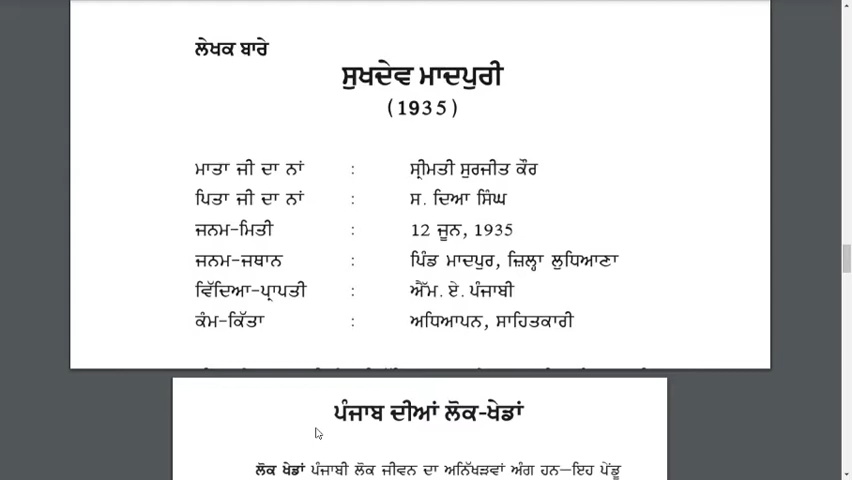 ਲੇਖਕ ਬਾਰੇ
ਸੁਖਦੇਵ ਮਾਦਪੁਰੀ
(1935)
ਮਾਤਾ ਜੀ ਦਾ ਨਾਂ : ਸ੍ਰੀਮਤੀ ਸੁਰਜੀਤ ਕੌਰ
ਪਿਤਾ ਜੀ ਦਾ ਨਾਂ : ਸ. ਦਿਆ ਸਿੰਘ
ਜਨਮ-ਮਿਤੀ : 12 ਜੂਨ, 1935
ਜਨਮ-ਜਥਾਨ : ਪਿੰਡ ਮਾਦਪੁਰ, ਜ਼ਿਲ੍ਹਾ ਲੁਧਿਆਣਾ
ਵਿੱਦਿਆ-ਪ੍ਰਾਪਤੀ : ਐੱਮ. ਏ. ਪੰਜਾਬੀ
ਕੰਮ-ਕਿੱਤਾ : ਅਧਿਆਪਨ, ਸਾਹਿਤਕਾਰੀ
ਪੰਜਾਬ ਦੀਆਂ ਲੋਕ-ਖੇਡਾਂ
ਲੋਕ ਖੇਡਾਂ ਪੰਜਾਬੀ ਲੋਕ ਜੀਵਨ ਦਾ ਅਨਿੱਖੜਵਾਂ ਅੰਗ ਹਨ—ਇਹ ਪੇਂਡੂ